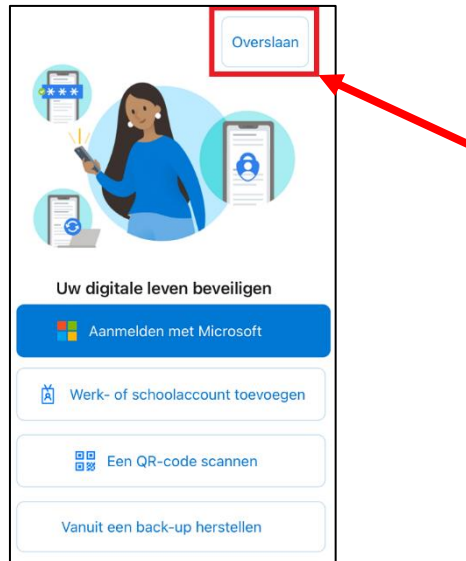 Overslaan
***
Uw digitale leven beveiligen
Aanmelden met Microsoft
Werk- of schoolaccount toevoegen
Een QR-code scannen
Vanuit een back-up herstellen